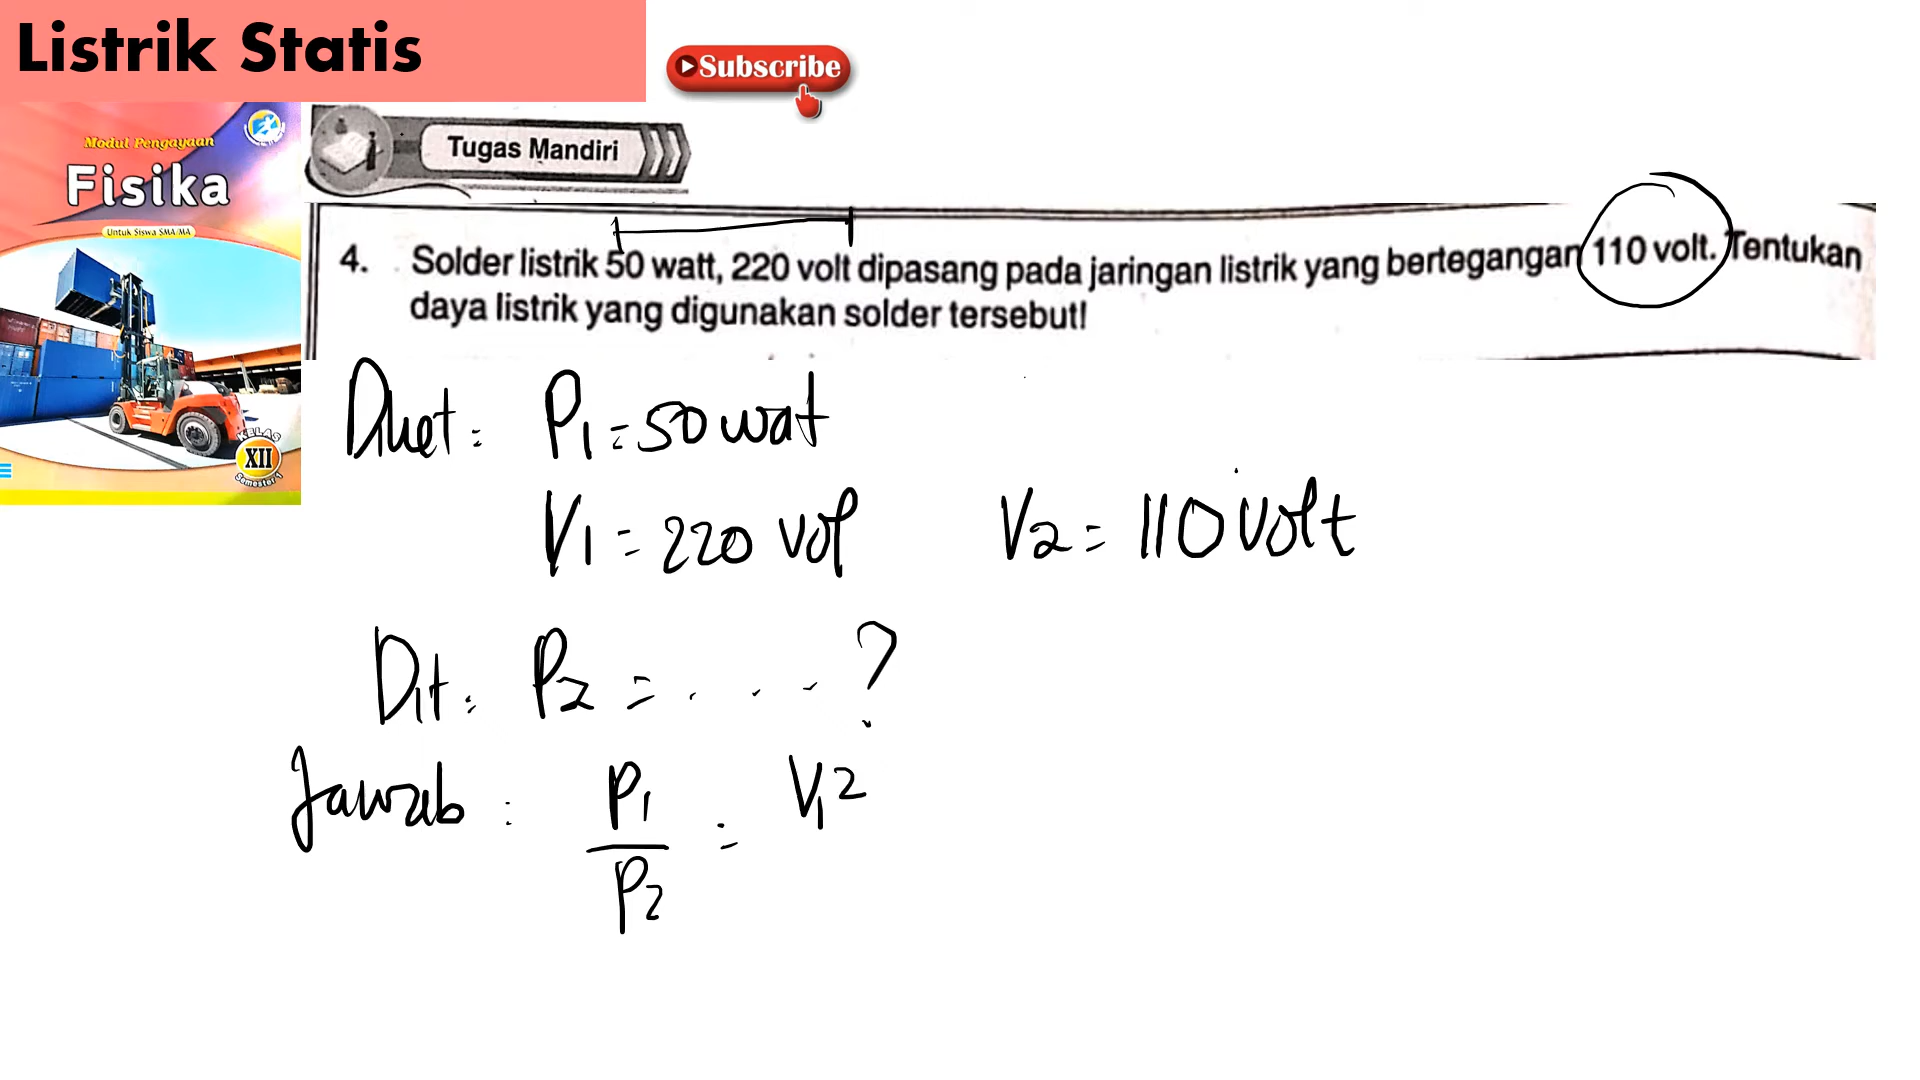 Listrik Statis
Subscribe
Modul Pengayaan
Fisika
Untuk Siswa SMA/MA
KELAS
XII
Semester 1
Tugas Mandiri
4. Solder listrik 50 watt, 220 volt dipasang pada jaringan listrik yang bertegangan 110 volt. Tentukan
daya listrik yang digunakan solder tersebut!
Diket: P1 = 50 wat
V1 = 220 vol V2 = 110 volt
Dit: P2 = . . . . ?
Jawab : P1 = V1²
P2